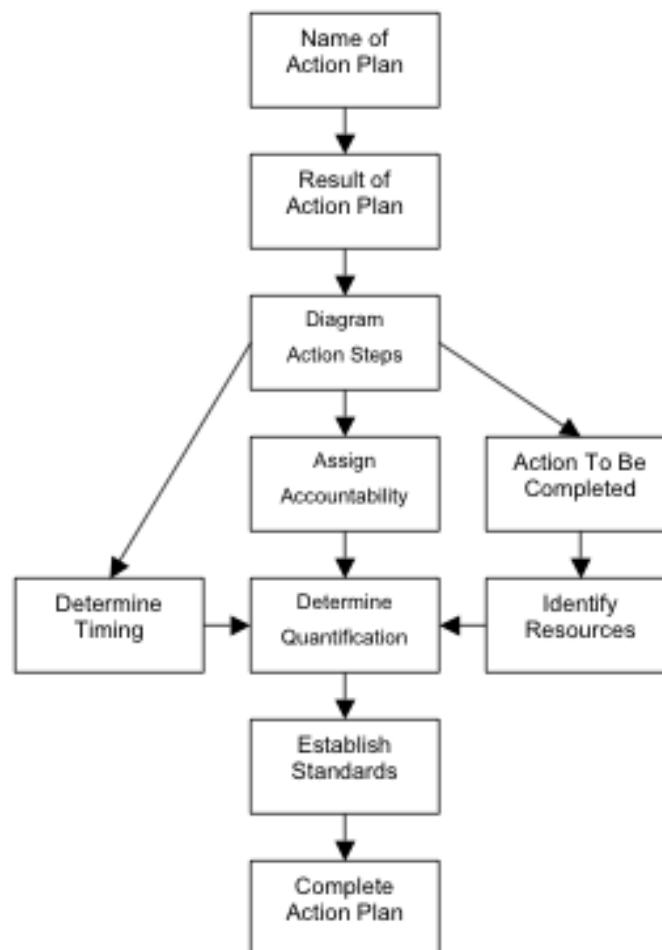 Name of
Action Plan
Result of
Action Plan
Diagram
Action Steps
Assign
Accountability
Action To Be
Completed
Determine
Timing
Determine
Quantification
Identify
Resources
Establish
Standards
Complete
Action Plan